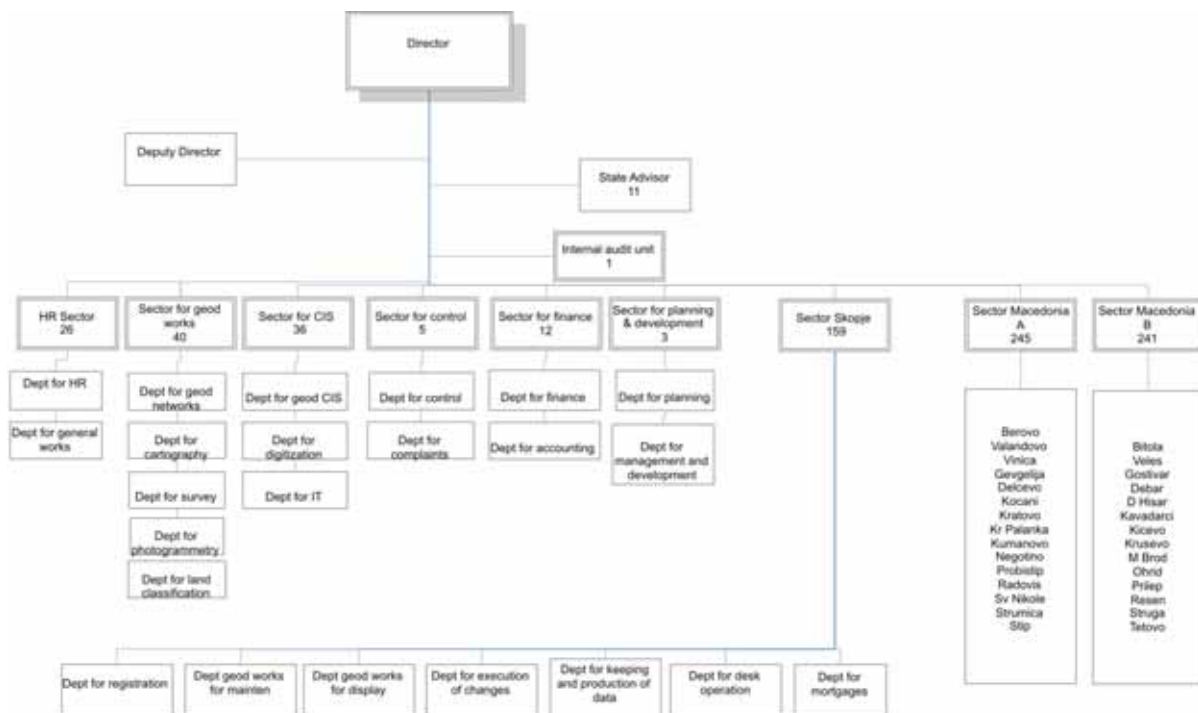 Director
Deputy Director
State Advisor
11
Internal audit unit
1
HR Sector
26
Sector for geod
works
40
Sector for CIS
36
Sector for control
5
Sector for finance
12
Sector for planning
& development
3
Sector Skopje
159
Sector Macedonia
A
245
Sector Macedonia
B
241
Dept for HR
Dept for general
works
Dept for geod
networks
Dept for
cartography
Dept for survey
Dept for
photogrammetry
Dept for land
classification
Dept for geod CIS
Dept for
digitization
Dept for IT
Dept for control
Dept for
complaints
Dept for finance
Dept for accounting
Dept for planning
Dept for
management and
development
Berovo
Valandovo
Vinica
Gevgelija
Delcevo
Kocani
Kratovo
Kr Palanka
Kumanovo
Negotino
Probistip
Radovis
Sv Nikole
Strumica
Stip
Bitola
Veles
Gostivar
Debar
D Hisar
Kavadarci
Kicevo
Krusevo
M Brod
Ohrid
Prilep
Resen
Struga
Tetovo
Dept for registration
Dept geod works
for mainten
Dept geod works
for display
Dept for execution
of changes
Dept for keeping
and production of
data
Dept for desk
operation
Dept for
mortgages